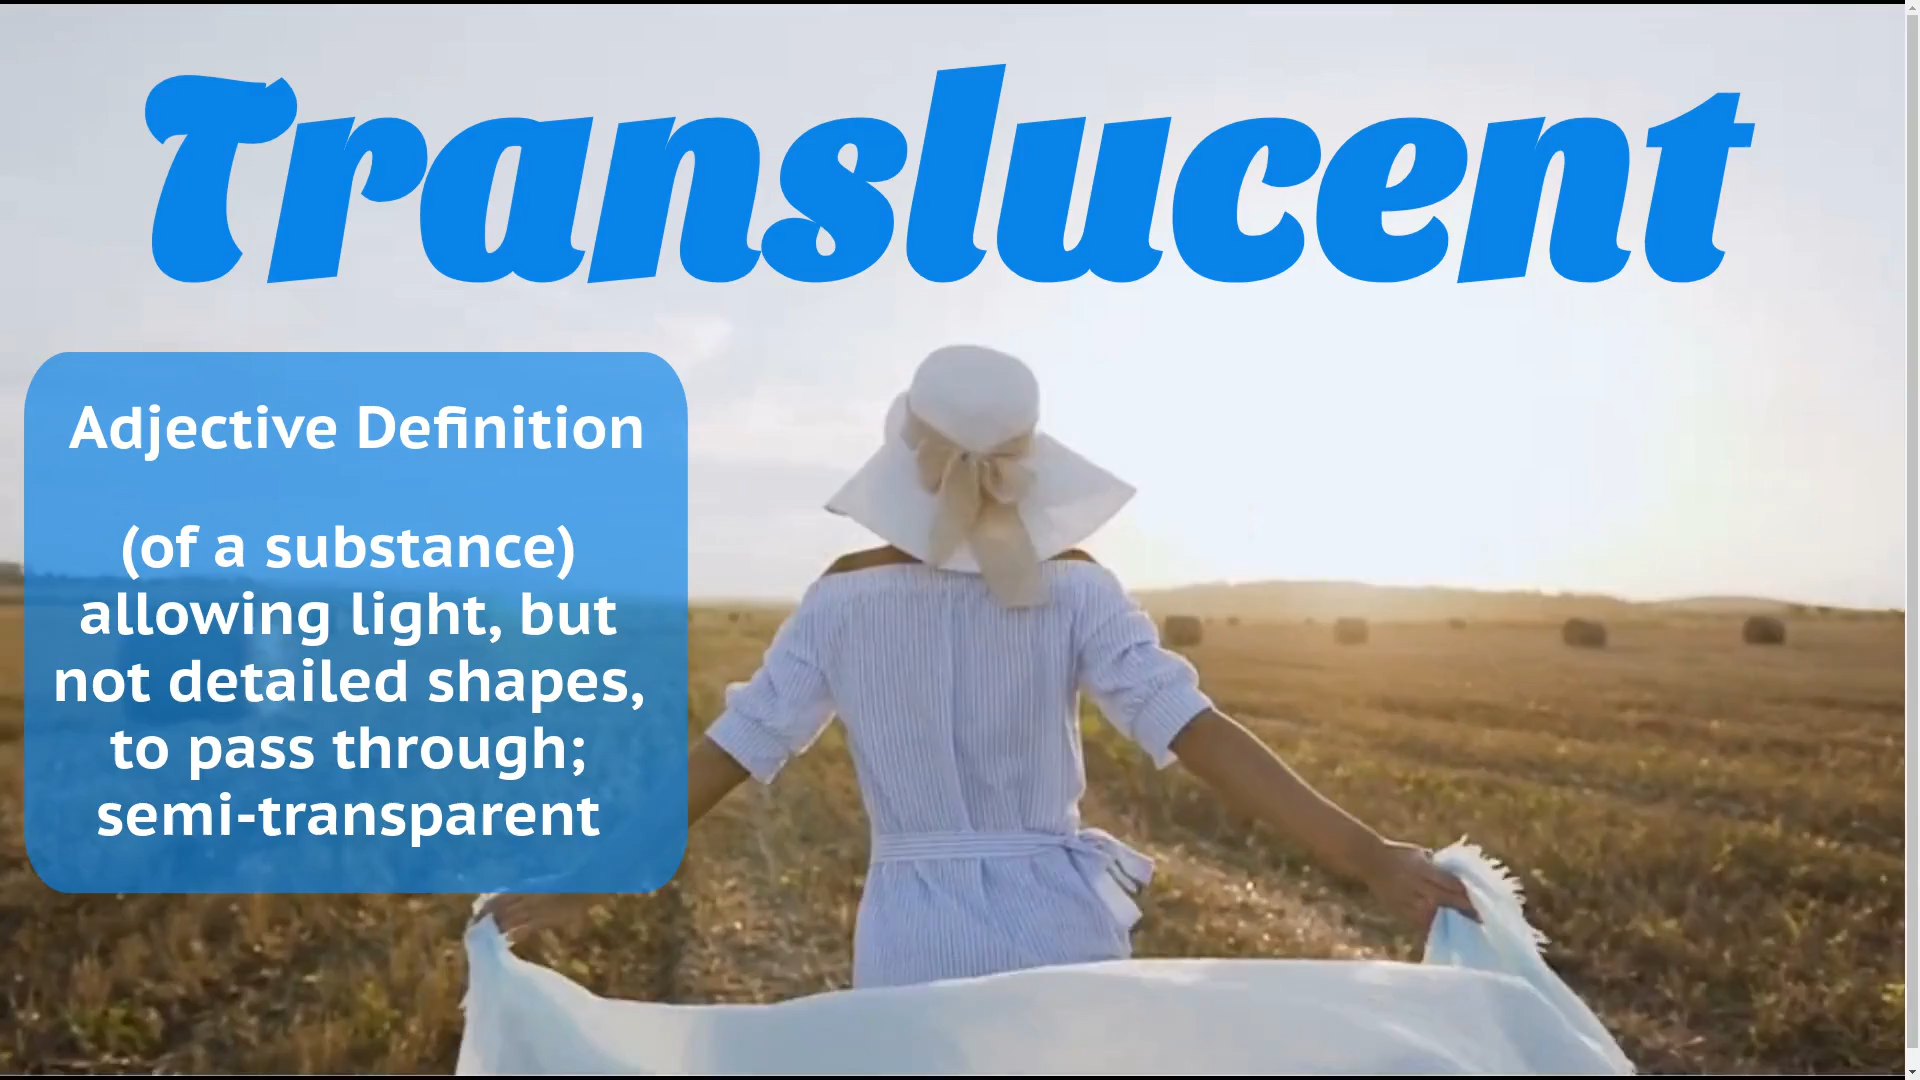 Translucent
Adjective Definition
(of a substance)
allowing light, but
not detailed shapes,
to pass through;
semi-transparent